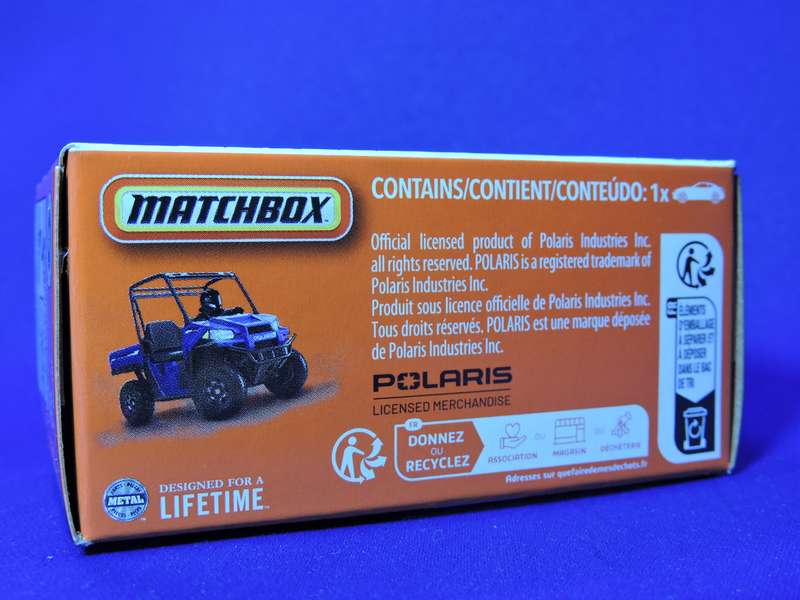 MATCHBOX
CONTAINS/CONTIENT/CONTEÚDO: 1x
Official licensed product of Polaris Industries Inc.
all rights reserved. POLARIS is a registered trademark of
Polaris Industries Inc.
Produit sous licence officielle de Polaris Industries Inc.
Tous droits réservés. POLARIS est une marque déposée
de Polaris Industries Inc.
POLARIS
LICENSED MERCHANDISE
FR
DONNEZ
OU
RECYCLEZ
ASSOCIATION
OU
MAGASIN
OU
DÉCHÈTERIE
Adresses sur quefairedemesdechets.fr
ÉLÉMENTS
D'EMBALLAGE
À SÉPARER ET
À DÉPOSER
DANS LE BAC
DE TRI
METAL
DESIGNED FOR A
LIFETIME™